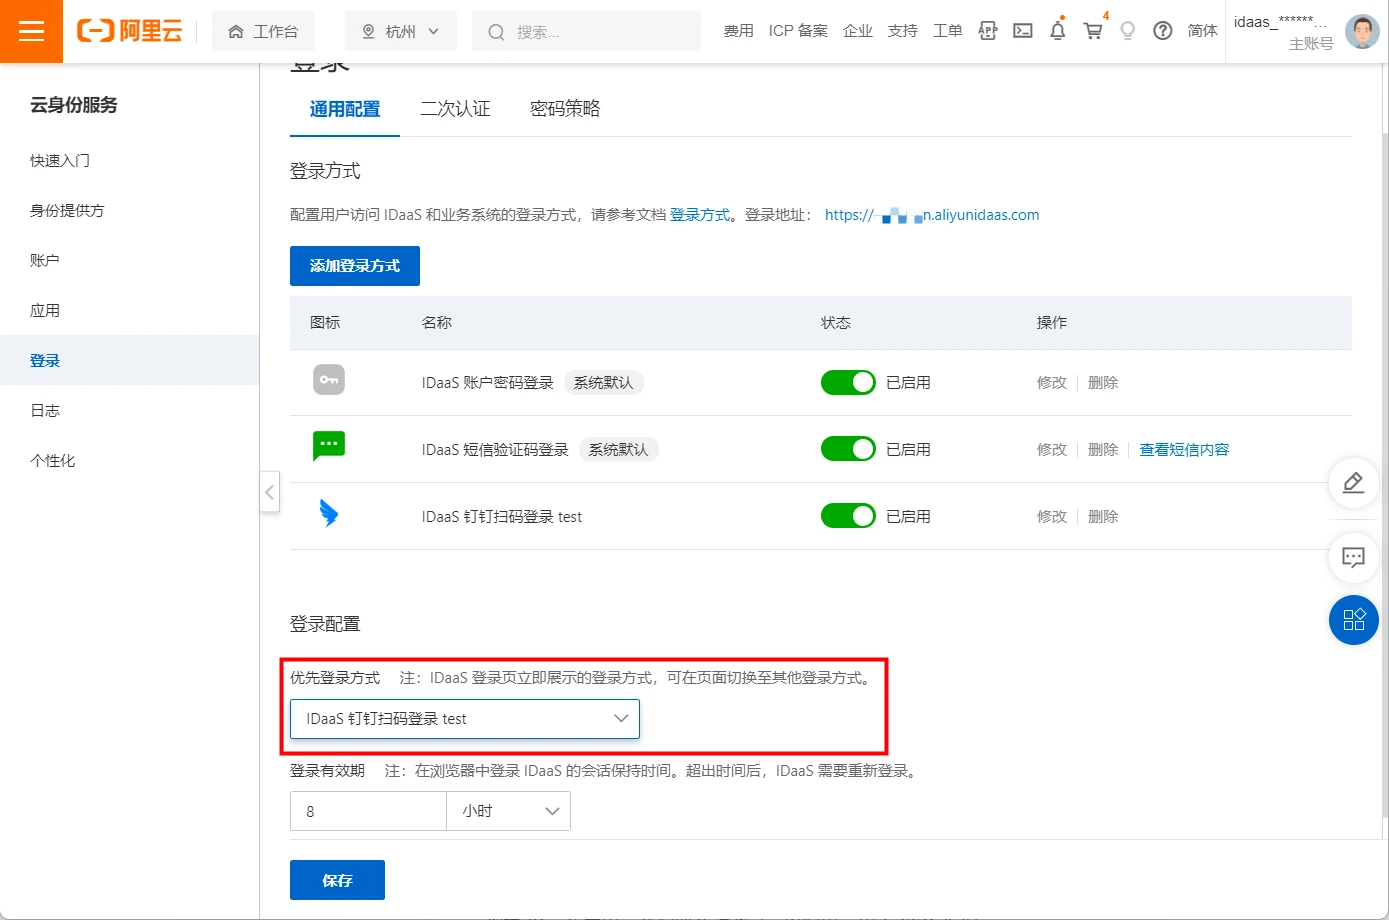 阿里云
工作台
杭州
搜索...
费用
ICP 备案
企业
支持
工单
APP
4
简体
idaas_******...
主账号
云身份服务
快速入门
身份提供方
账户
应用
登录
日志
个性化
登录
通用配置
二次认证
密码策略
登录方式
配置用户访问 IDaaS 和业务系统的登录方式，请参考文档 登录方式。登录地址： https:// n.aliyunidaas.com
添加登录方式
图标 名称 状态 操作
IDaaS 账户密码登录 系统默认 已启用 修改 删除
IDaaS 短信验证码登录 系统默认 已启用 修改 删除 查看短信内容
IDaaS 钉钉扫码登录 test 已启用 修改 删除
登录配置
优先登录方式 注：IDaaS 登录页立即展示的登录方式，可在页面切换至其他登录方式。
IDaaS 钉钉扫码登录 test
登录有效期 注：在浏览器中登录 IDaaS 的会话保持时间。超出时间后，IDaaS 需要重新登录。
8 小时
保存